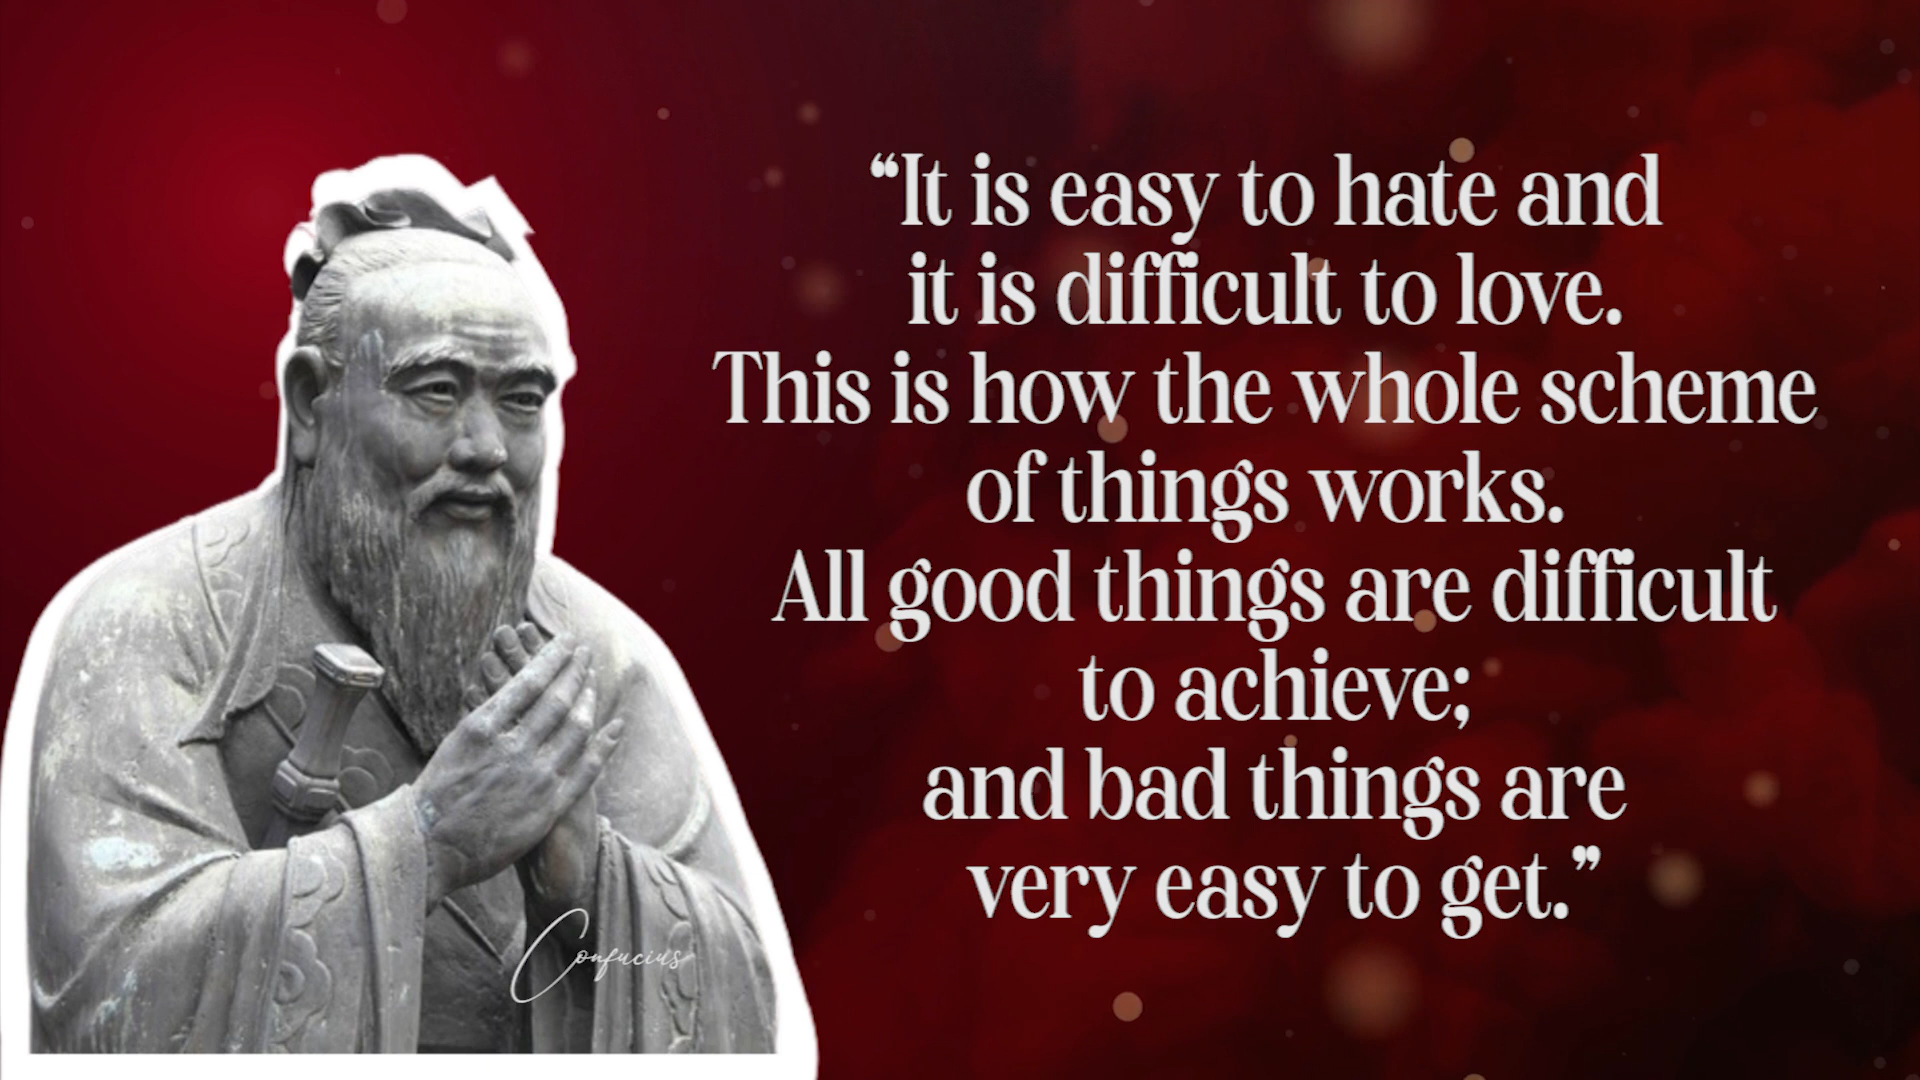 “It is easy to hate and
it is difficult to love.
This is how the whole scheme
of things works.
All good things are difficult
to achieve;
and bad things are
very easy to get.”
Confucius